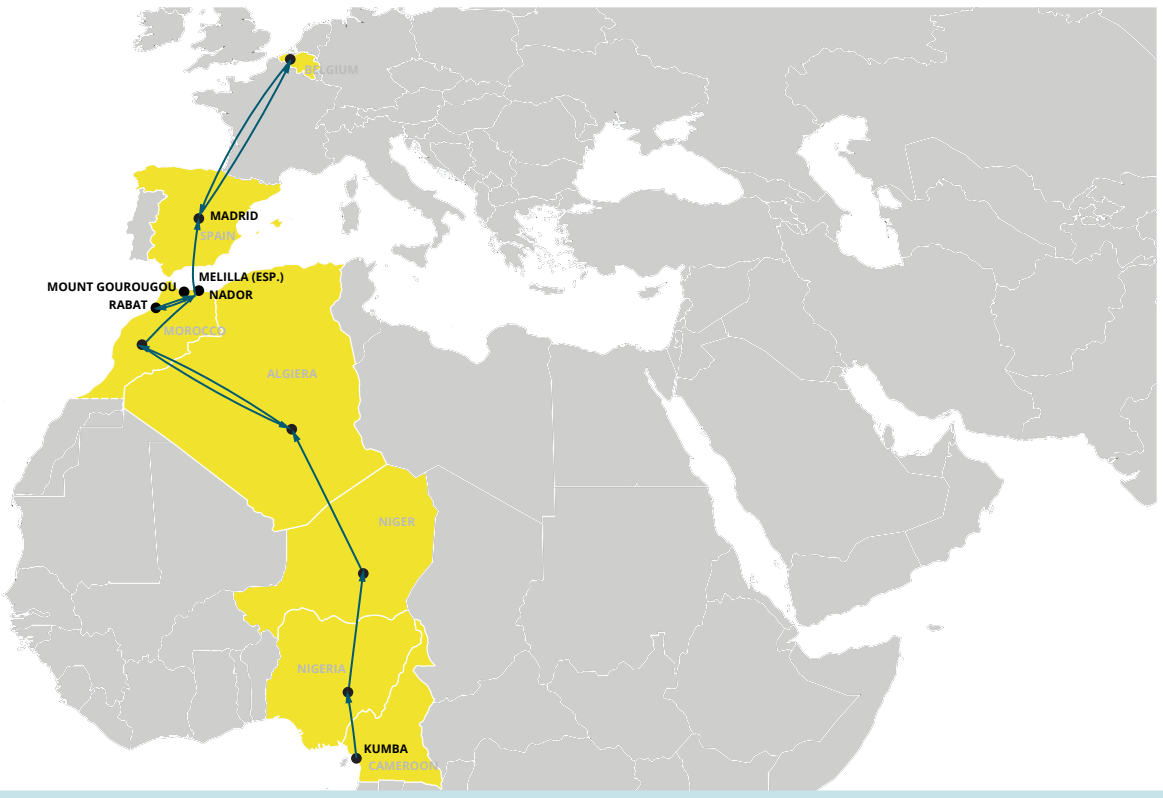 BELGIUM
MADRID
SPAIN
MELILLA (ESP.)
MOUNT GOUROUGOU
NADOR
RABAT
MOROCCO
ALGIERA
NIGER
NIGERIA
KUMBA
CAMEROON